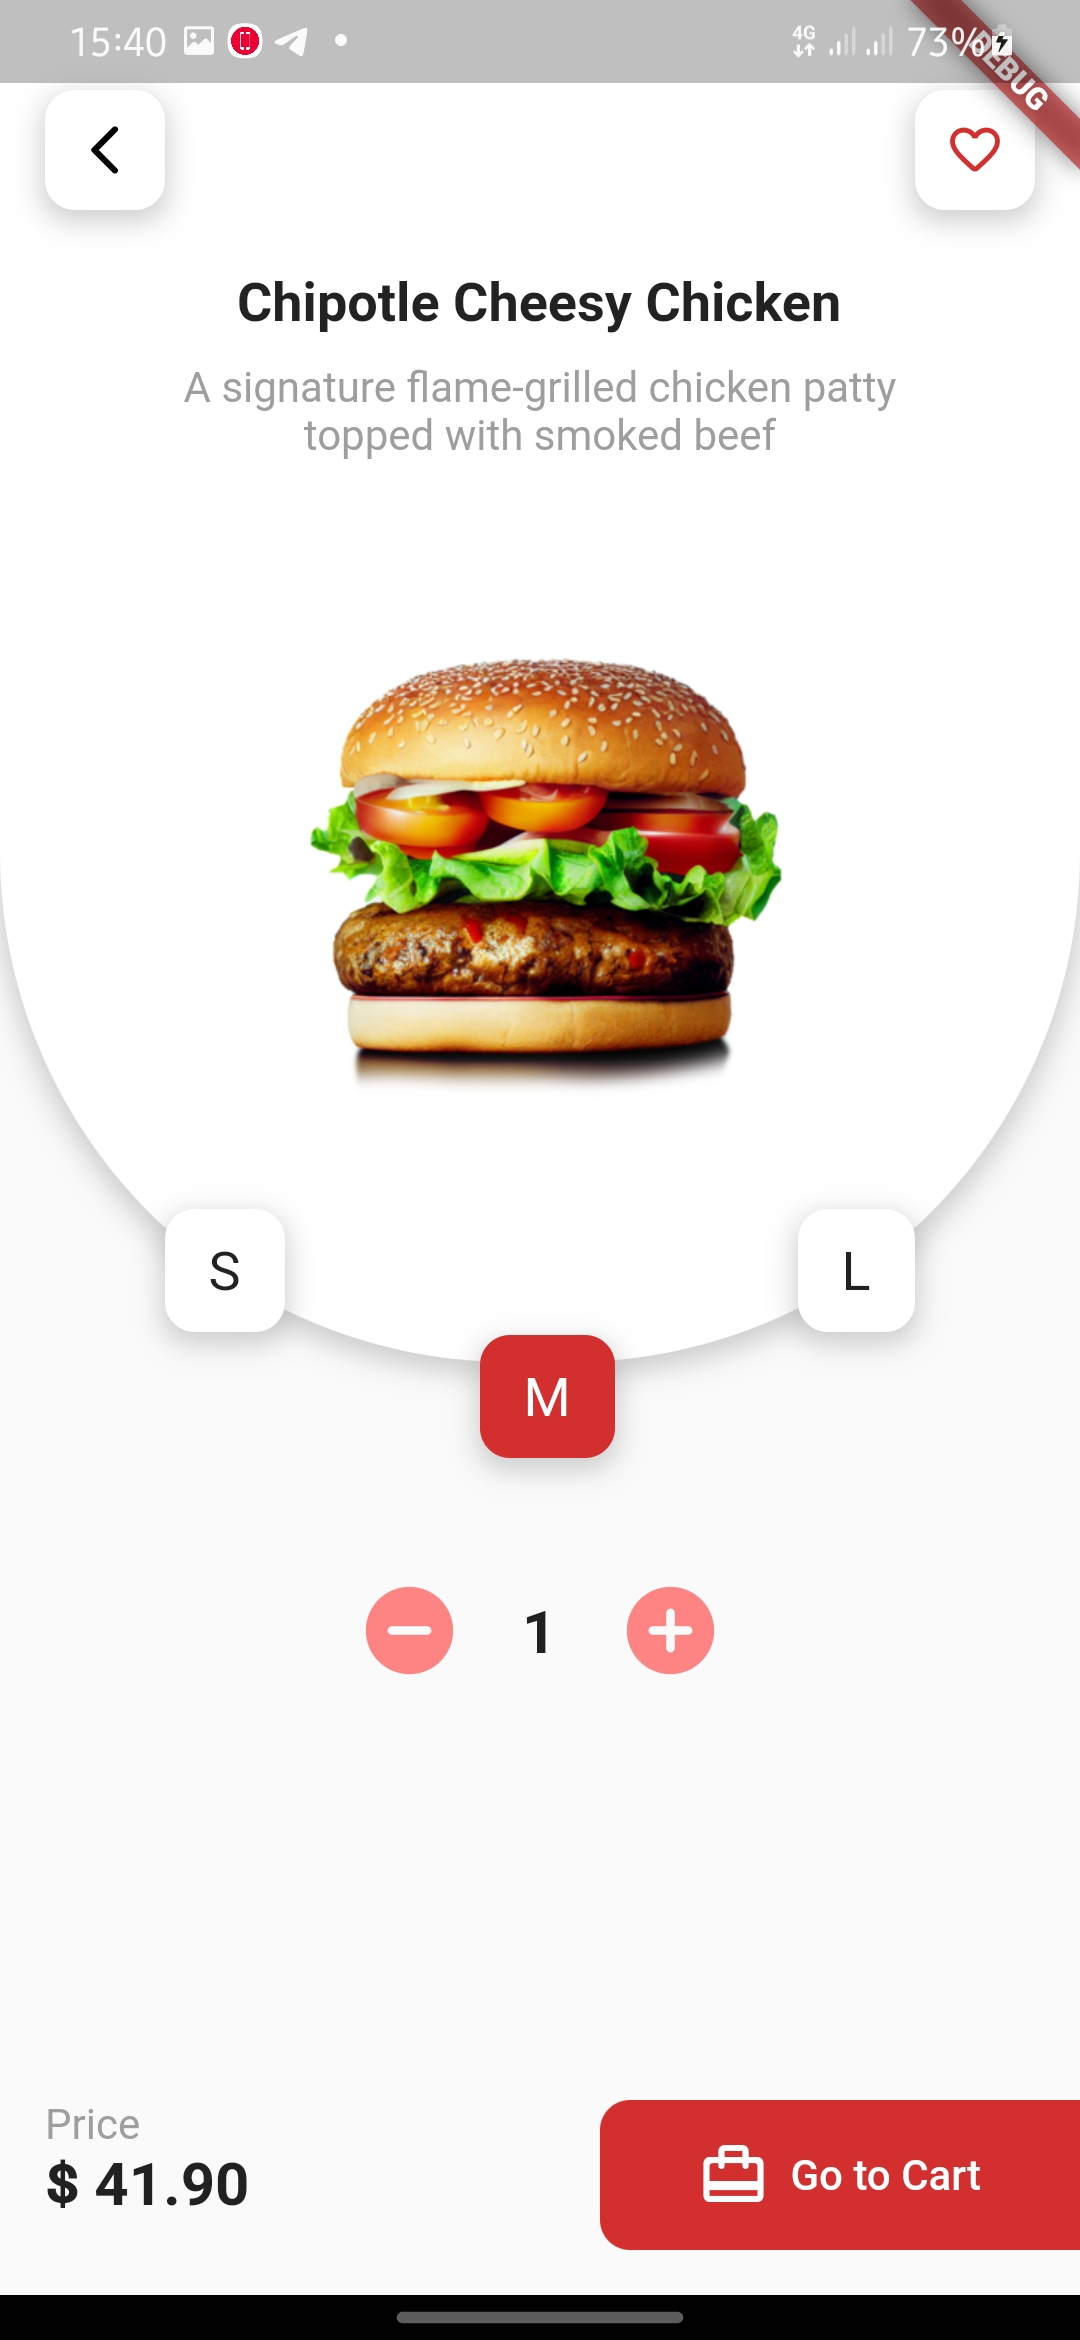 15:40
4G
73%
DEBUG
Chipotle Cheesy Chicken
A signature flame-grilled chicken patty
topped with smoked beef
S
L
M
1
Price
$ 41.90
Go to Cart